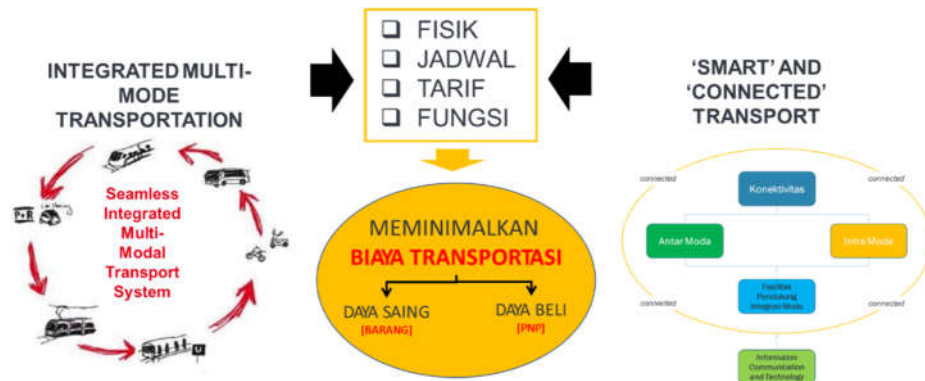 INTEGRATED MULTI-
MODE
TRANSPORTATION
Seamless
Integrated
Multi-
Modal
Transport
System
P+R
U
❑ FISIK
❑ JADWAL
❑ TARIF
❑ FUNGSI
MEMINIMALKAN
BIAYA TRANSPORTASI
DAYA SAING
[BARANG]
DAYA BELI
[PNP]
'SMART' AND
'CONNECTED'
TRANSPORT
connected
connected
Konektivitas
Antar Moda
Intra Moda
Fasilitas
Pendukung
Integrasi Moda
connected
connected
Information
Communication
and Technology